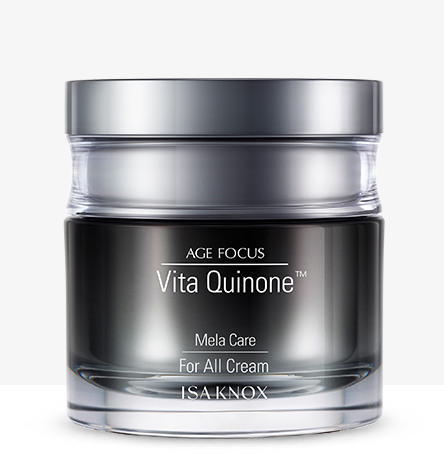 AGE FOCUS
Vita Quinone™
Mela Care
For All Cream
ISA KNOX